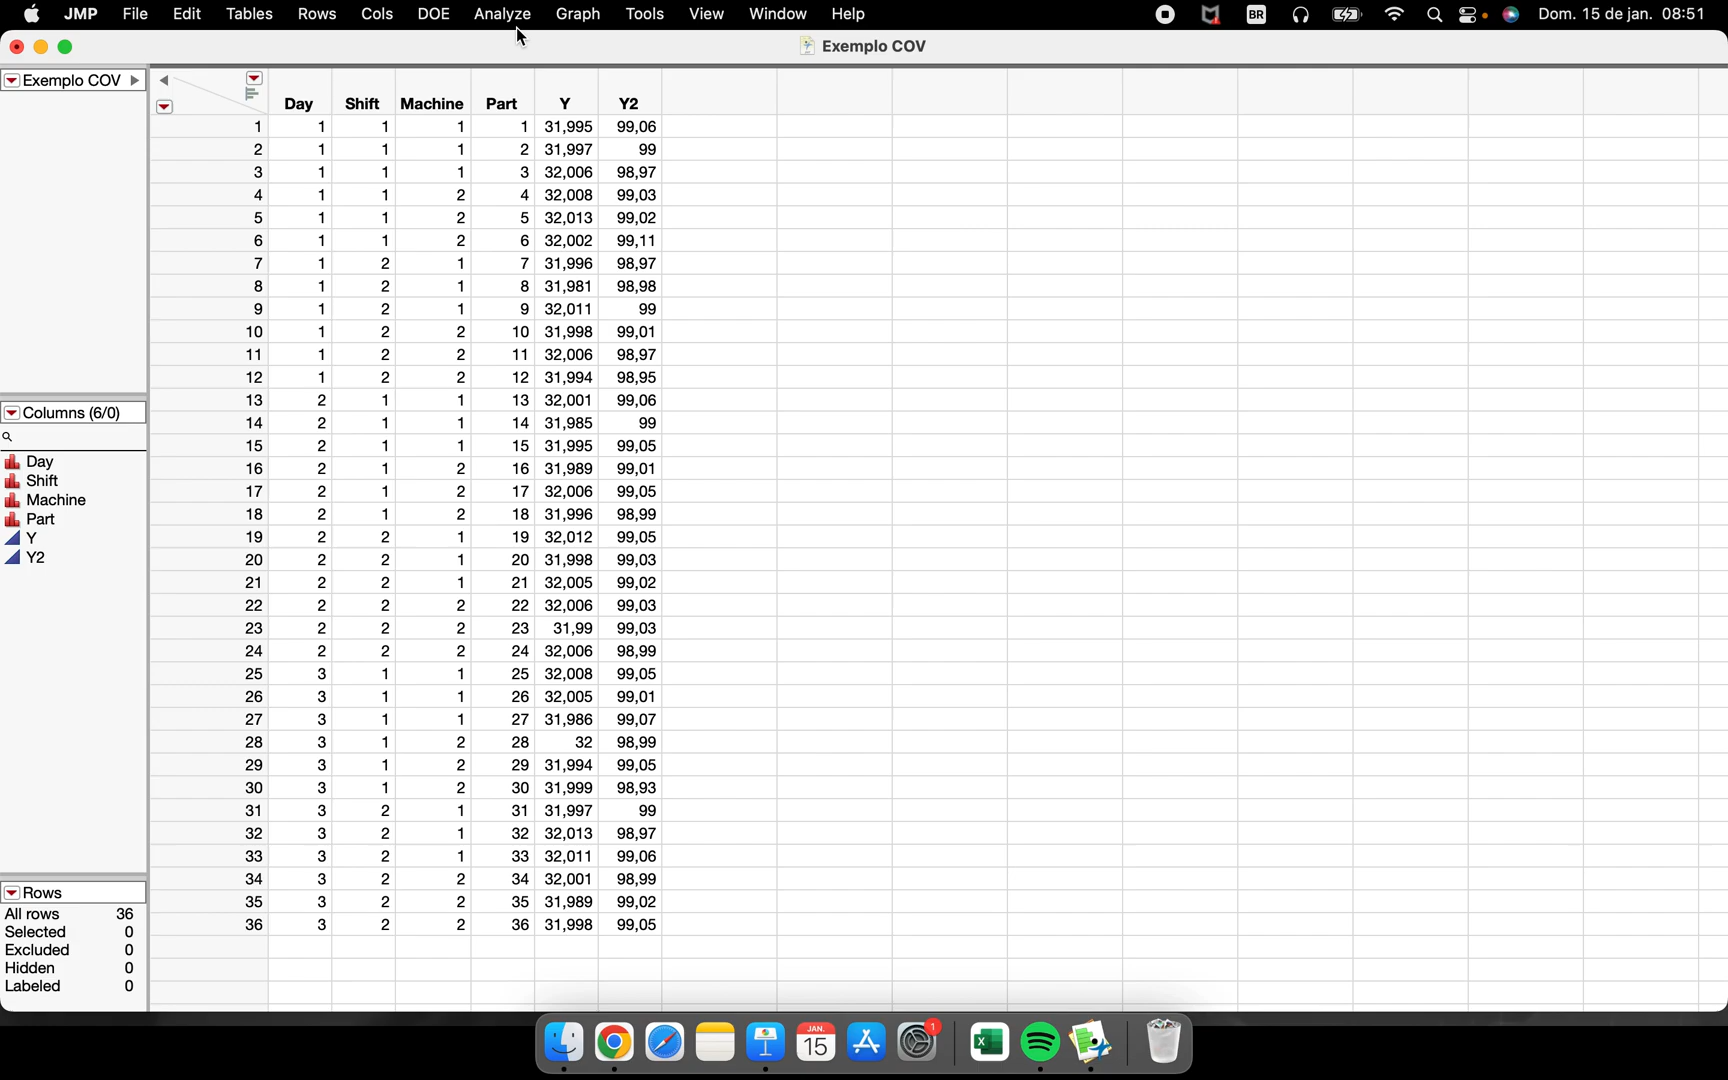 JMP File Edit Tables Rows Cols DOE Analyze Graph Tools View Window Help BR Dom. 15 de jan. 08:51
Exemplo COV
Exemplo COV
Day Shift Machine Part Y Y2
1 1 1 1 1 31,995 99,06
2 1 1 1 2 31,997 99
3 1 1 1 3 32,006 98,97
4 1 1 2 4 32,008 99,03
5 1 1 2 5 32,013 99,02
6 1 1 2 6 32,002 99,11
7 1 2 1 7 31,996 98,97
8 1 2 1 8 31,981 98,98
9 1 2 1 9 32,011 99
10 1 2 2 10 31,998 99,01
11 1 2 2 11 32,006 98,97
12 1 2 2 12 31,994 98,95
13 2 1 1 13 32,001 99,06
14 2 1 1 14 31,985 99
15 2 1 1 15 31,995 99,05
16 2 1 2 16 31,989 99,01
17 2 1 2 17 32,006 99,05
18 2 1 2 18 31,996 98,99
19 2 2 1 19 32,012 99,05
20 2 2 1 20 31,998 99,03
21 2 2 1 21 32,005 99,02
22 2 2 2 22 32,006 99,03
23 2 2 2 23 31,99 99,03
24 2 2 2 24 32,006 98,99
25 3 1 1 25 32,008 99,05
26 3 1 1 26 32,005 99,01
27 3 1 1 27 31,986 99,07
28 3 1 2 28 32 98,99
29 3 1 2 29 31,994 99,05
30 3 1 2 30 31,999 98,93
31 3 2 1 31 31,997 99
32 3 2 1 32 32,013 98,97
33 3 2 1 33 32,011 99,06
34 3 2 2 34 32,001 98,99
35 3 2 2 35 31,989 99,02
36 3 2 2 36 31,998 99,05
Columns (6/0)
Day
Shift
Machine
Part
Y
Y2
Rows
All rows 36
Selected 0
Excluded 0
Hidden 0
Labeled 0
JAN.
15
1
X